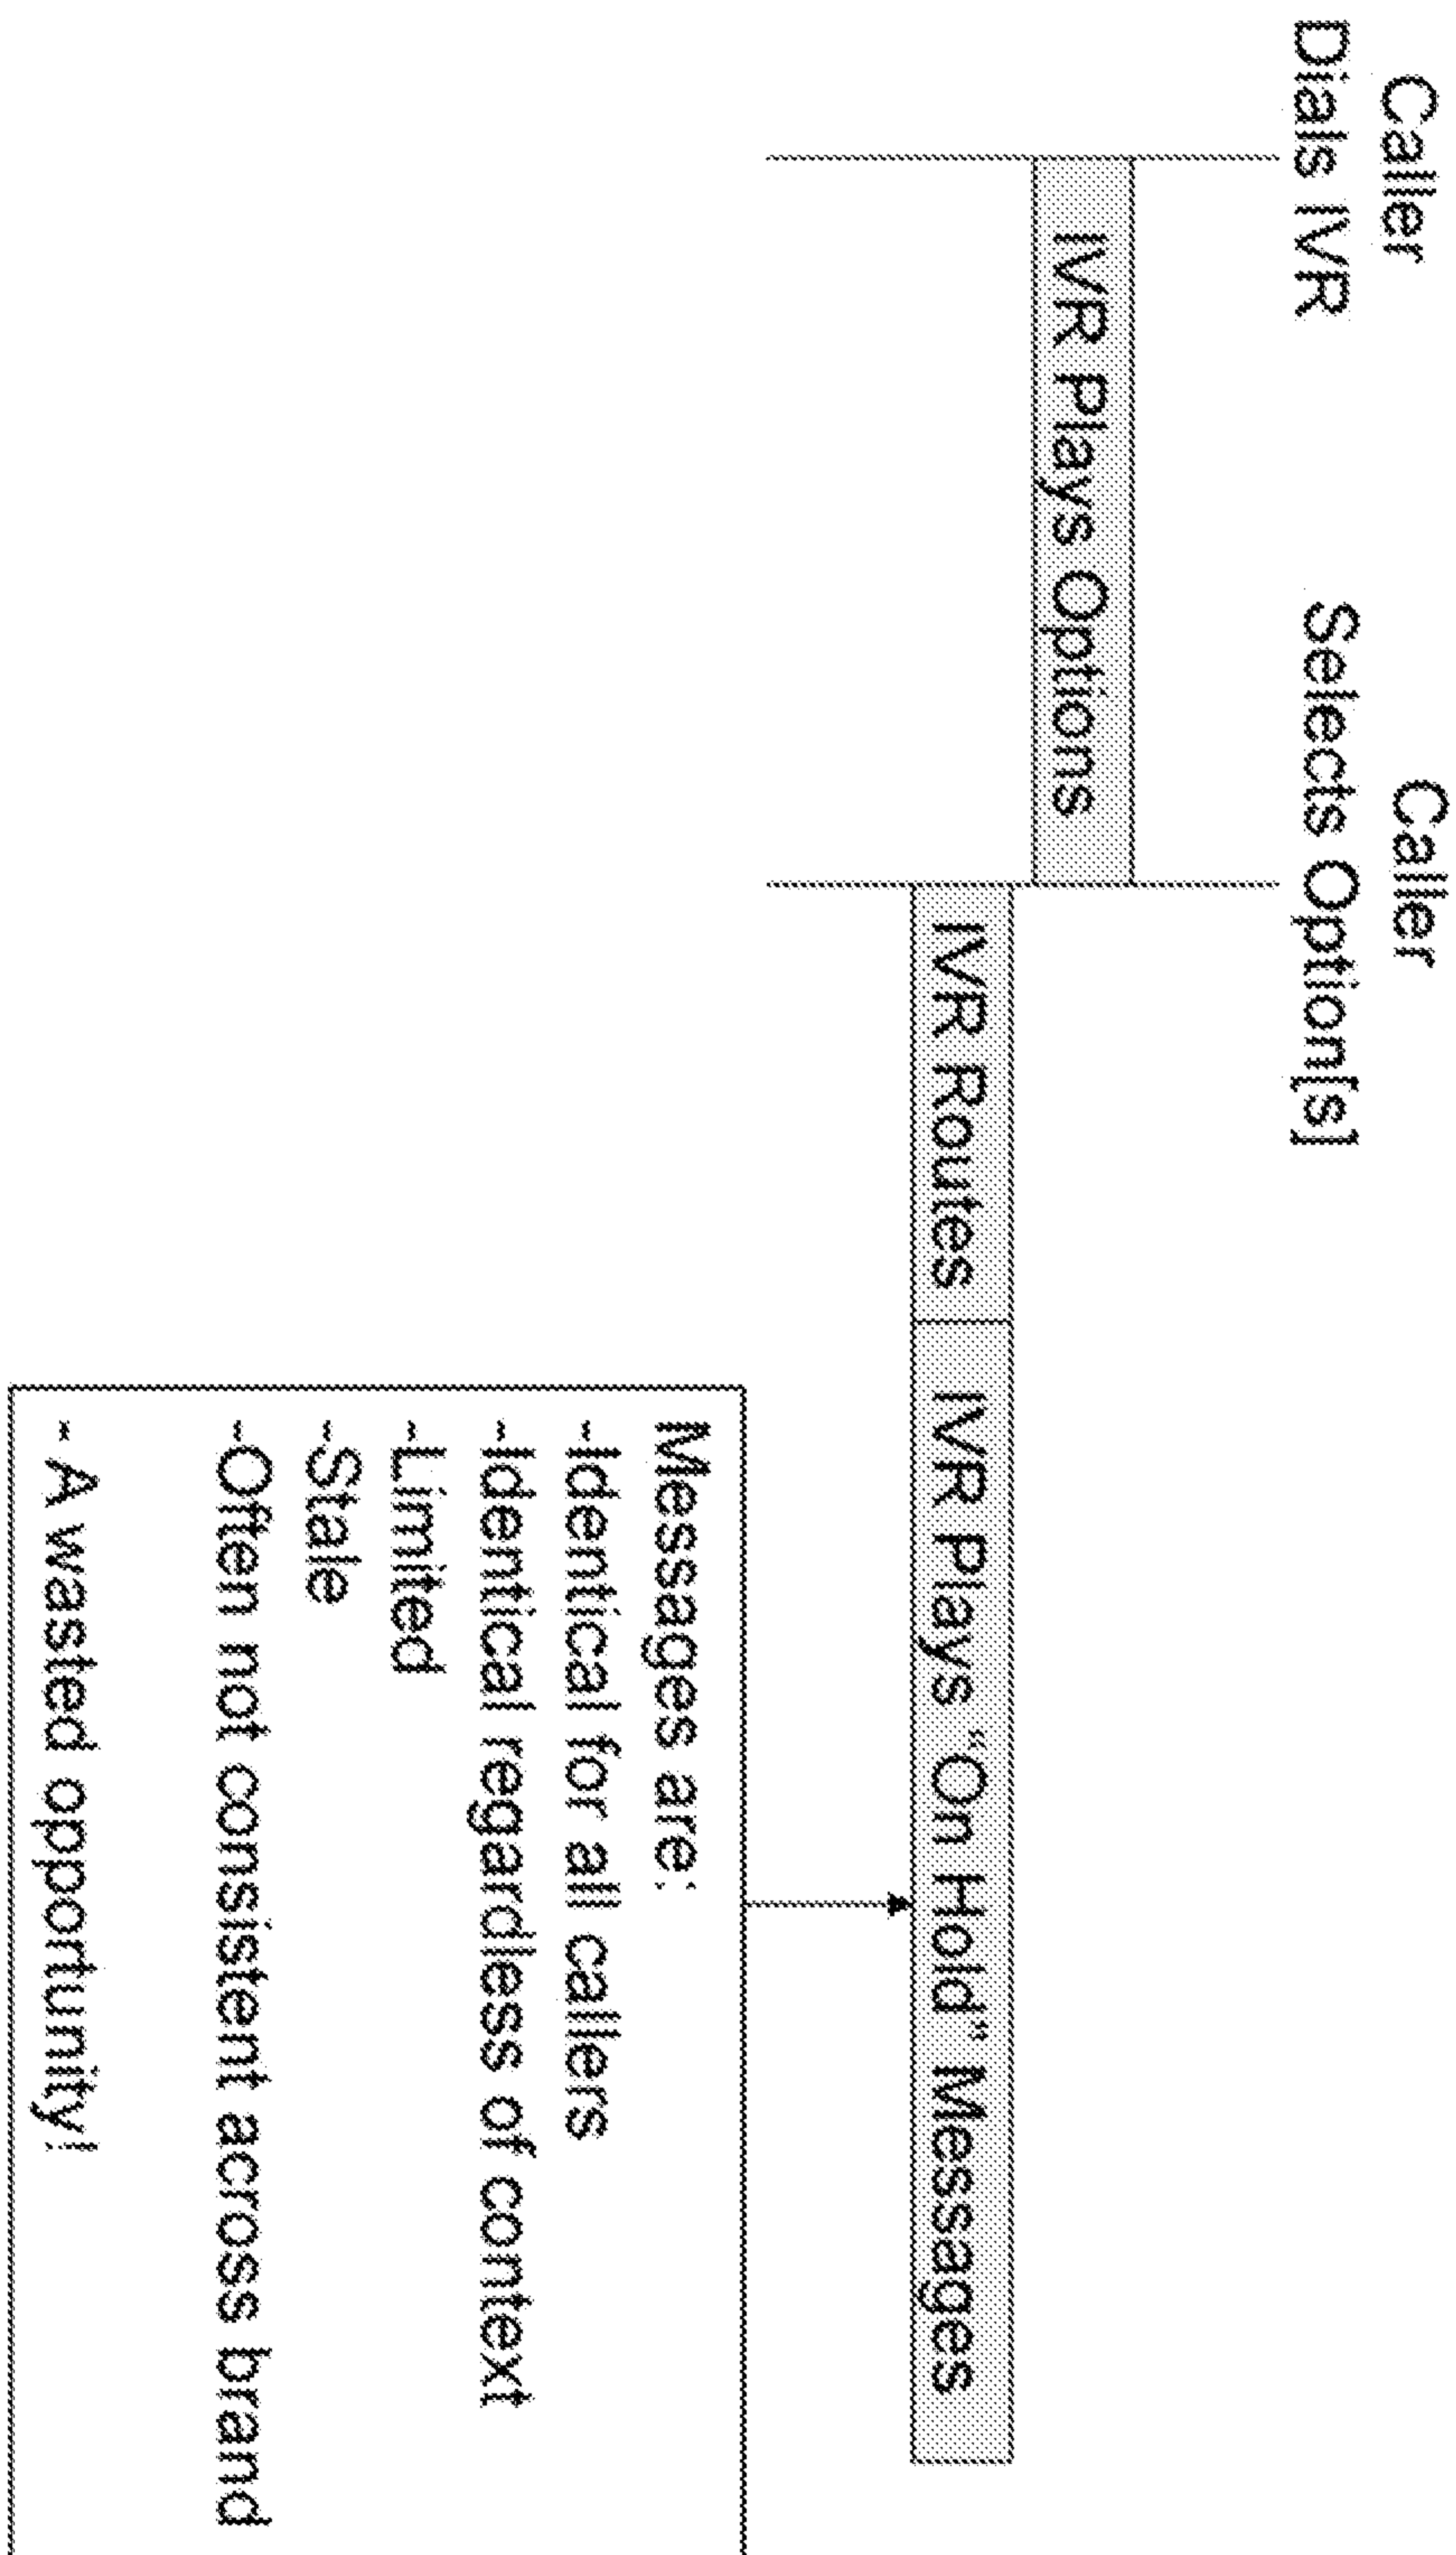 Caller
Dials IVR
Caller
Selects Option[s]
IVR Plays Options
IVR Routes
IVR Plays "On Hold" Messages
Messages are:
-Identical for all callers
-Identical regardless of context
-Limited
-Stale
-Often not consistent across brand
- A wasted opportunity!